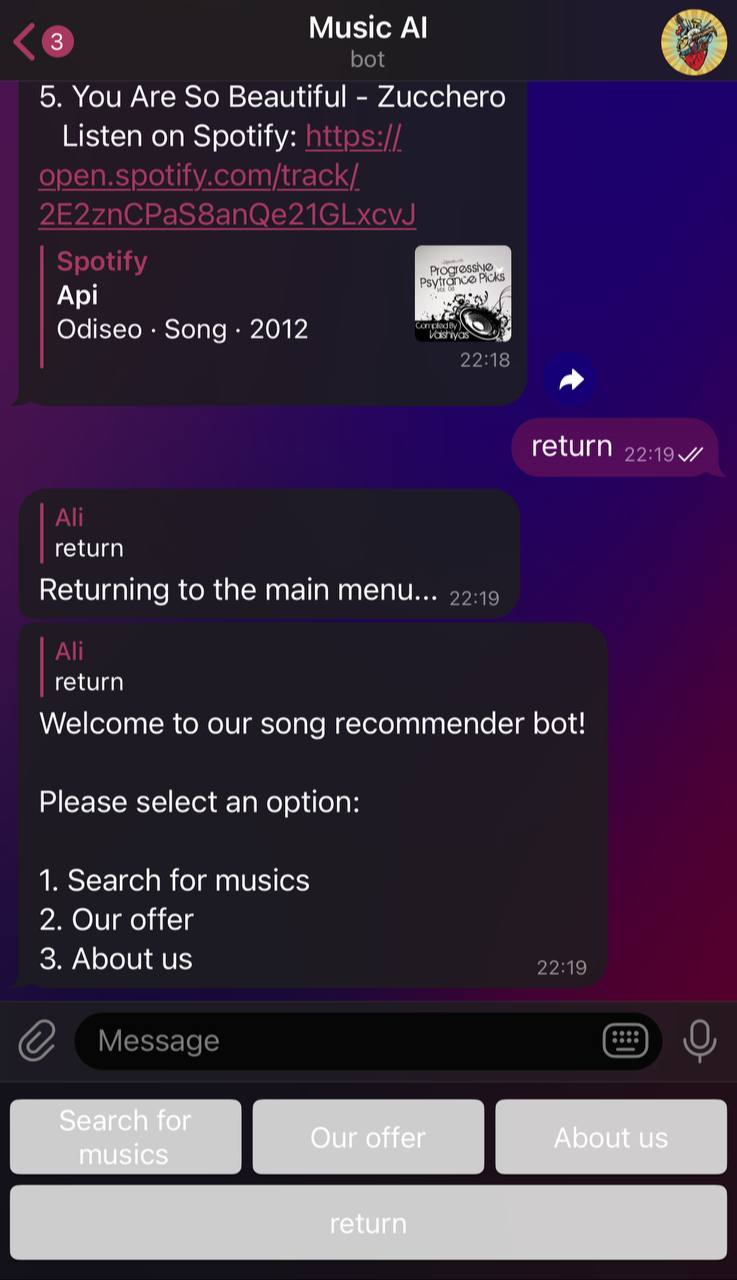 3
Music AI
bot
5. You Are So Beautiful - Zucchero
Listen on Spotify: https://
open.spotify.com/track/
2E2znCPaS8anQe21GLxcvJ
Spotify
Api
Odiseo · Song · 2012
Progressive
Psytrance Picks
Compiled By
22:18
return 22:19
Ali
return
Returning to the main menu... 22:19
Ali
return
Welcome to our song recommender bot!
Please select an option:
1. Search for musics
2. Our offer
3. About us
22:19
Message
Search for
musics
Our offer
About us
return